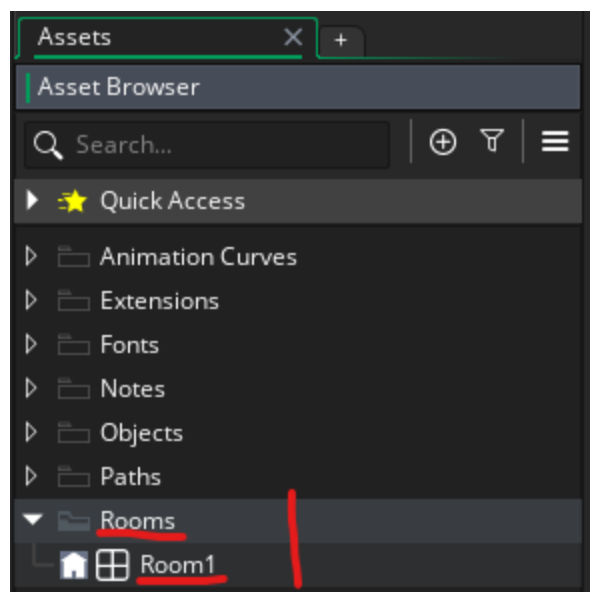 Assets
Asset Browser
Search...
Quick Access
Animation Curves
Extensions
Fonts
Notes
Objects
Paths
Rooms
Room1